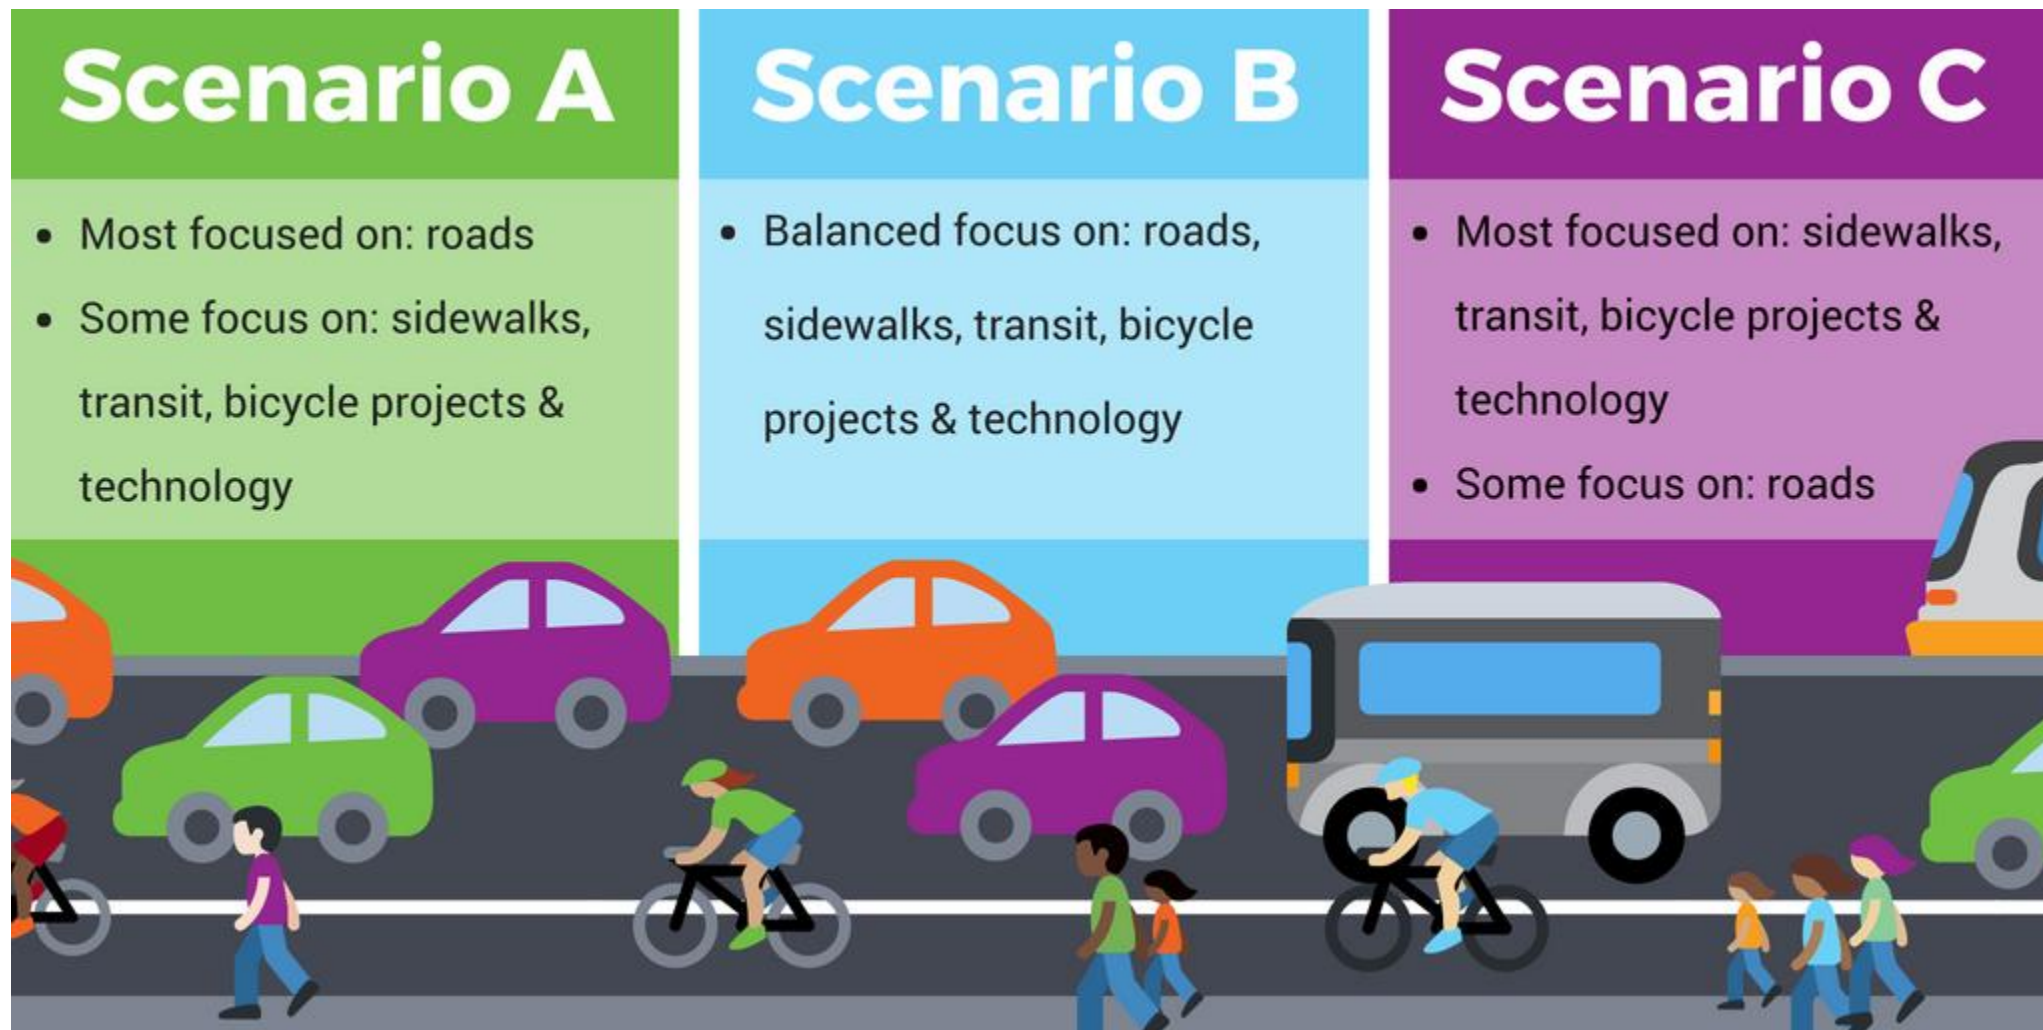 Scenario A
• Most focused on: roads
• Some focus on: sidewalks,
transit, bicycle projects &
technology
Scenario B
• Balanced focus on: roads,
sidewalks, transit, bicycle
projects & technology
Scenario C
• Most focused on: sidewalks,
transit, bicycle projects &
technology
• Some focus on: roads